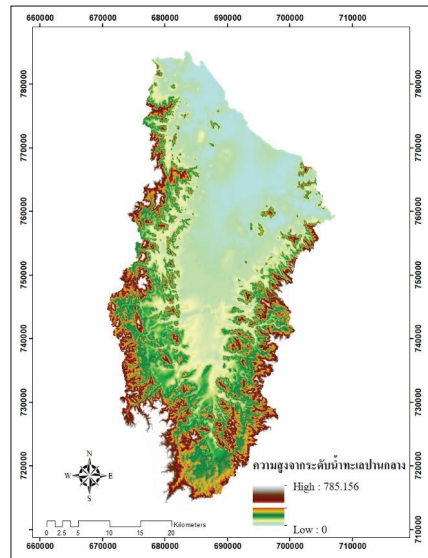 660000 670000 680000 690000 700000 710000
780000 780000
770000 770000
760000 760000
750000 750000
740000 740000
730000 730000
720000 720000
710000 710000
N
W E
S
ความสูงจากระดับน้ำทะเลปานกลาง
High : 785.156
Low : 0
Kilometers
0 2.5 5 10 15 20
660000 670000 680000 690000 700000 710000